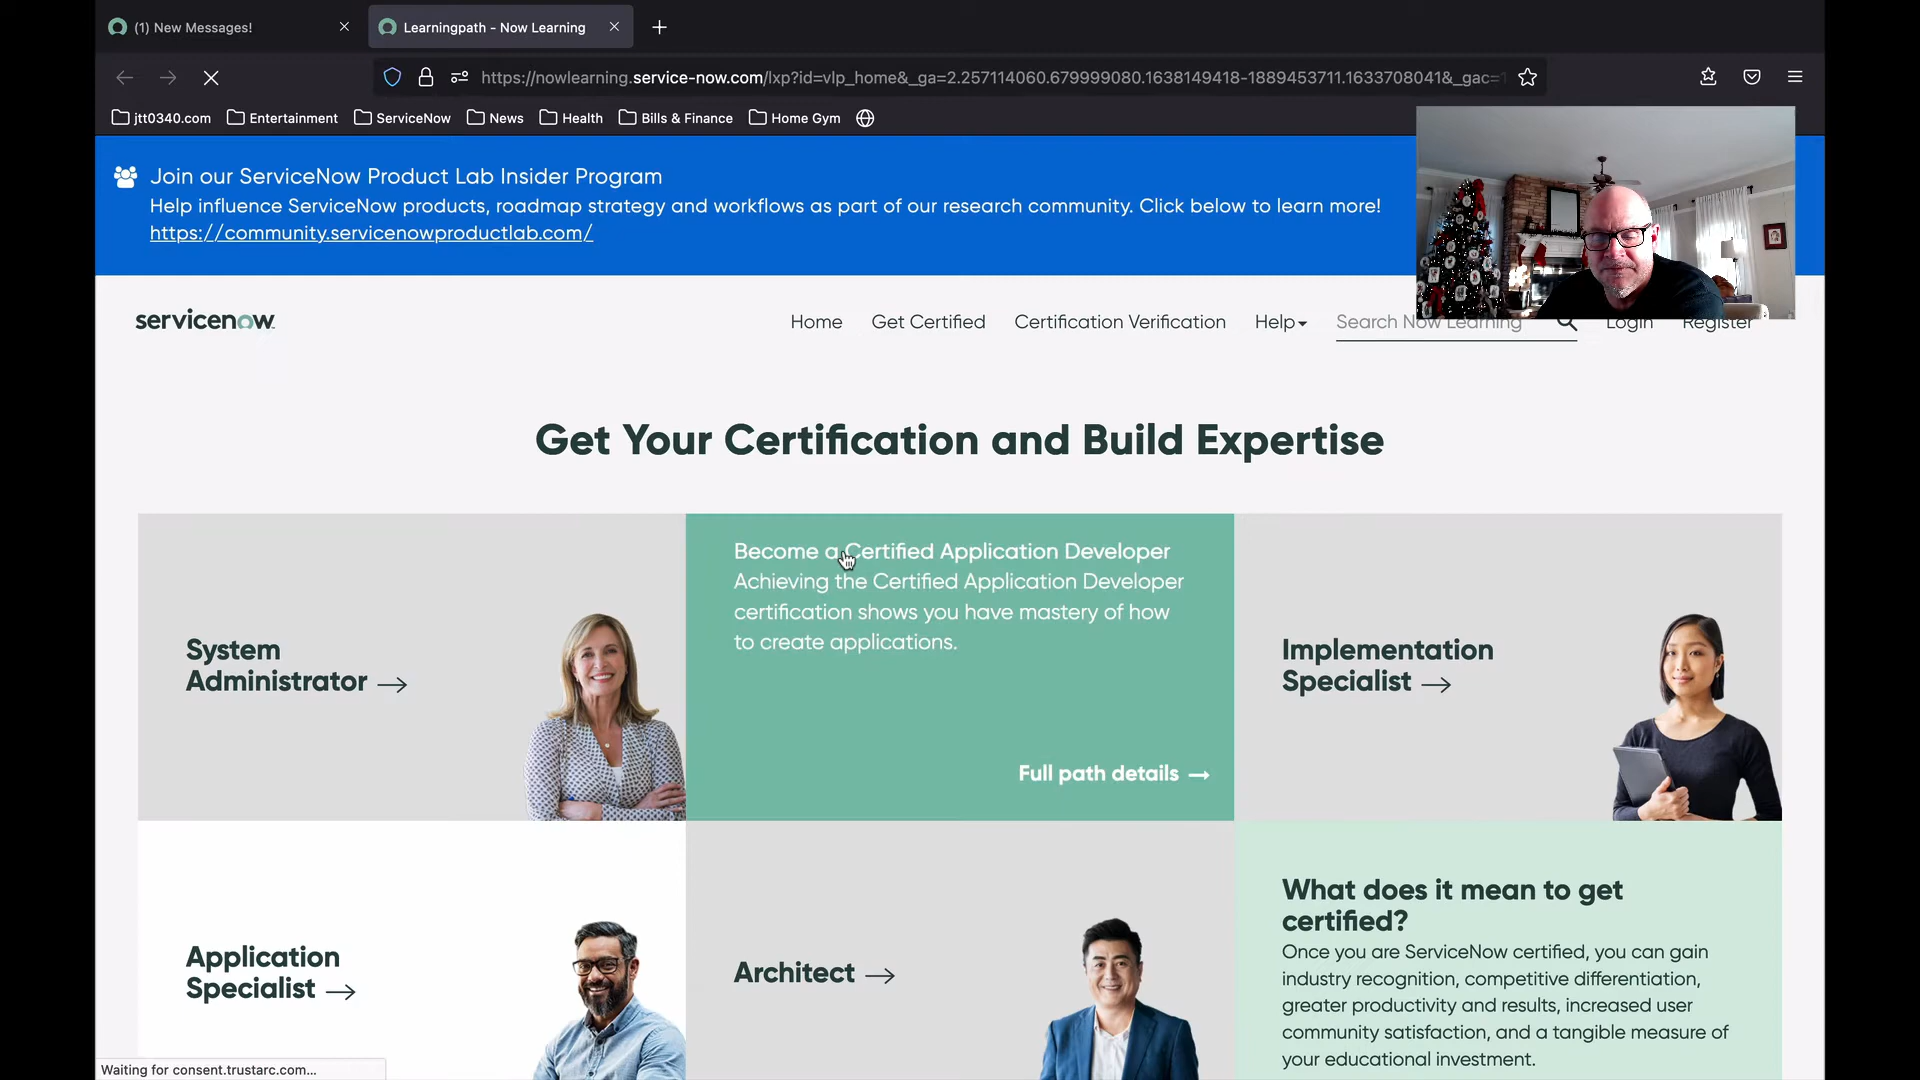 (1) New Messages!
Learningpath - Now Learning
https://nowlearning.service-now.com/lxp?id=vlp_home&_ga=2.257114060.679999080.1638149418-1889453711.1633708041&_gac=
jtt0340.com
Entertainment
ServiceNow
News
Health
Bills & Finance
Home Gym
Join our ServiceNow Product Lab Insider Program
Help influence ServiceNow products, roadmap strategy and workflows as part of our research community. Click below to learn more!
https://community.servicenowproductlab.com/
servicenow
Home
Get Certified
Certification Verification
Help
Search Now Learning
Login
Register
Get Your Certification and Build Expertise
System
Administrator
Become a Certified Application Developer
Achieving the Certified Application Developer
certification shows you have mastery of how
to create applications.
Full path details
Implementation
Specialist
Application
Specialist
Architect
What does it mean to get
certified?
Once you are ServiceNow certified, you can gain
industry recognition, competitive differentiation,
greater productivity and results, increased user
community satisfaction, and a tangible measure of
your educational investment.
Waiting for consent.trustarc.com...